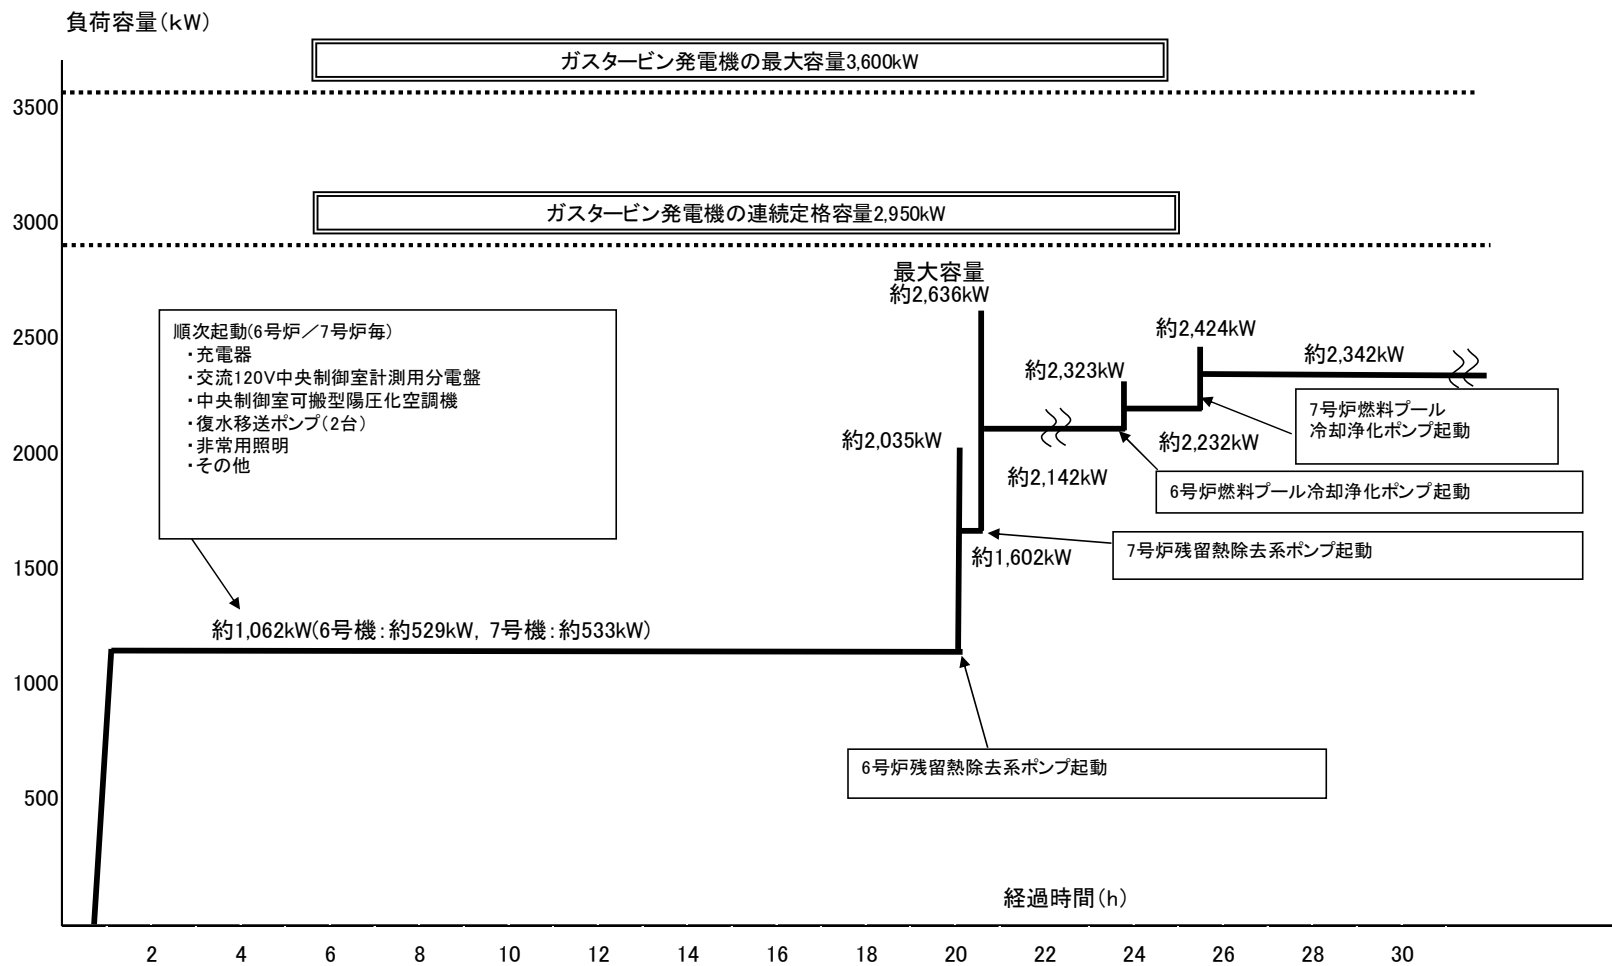 負荷容量(kW)
ガスタービン発電機の最大容量3,600kW
3500
ガスタービン発電機の連続定格容量2,950kW
3000
最大容量
約2,636kW
2500
順次起動(6号炉／7号炉毎)
・充電器
・交流120V中央制御室計測用分電盤
・中央制御室可搬型陽圧化空調機
・復水移送ポンプ(2台)
・非常用照明
・その他
約2,424kW
約2,342kW
約2,323kW
7号炉燃料プール
冷却浄化ポンプ起動
2000
約2,035kW
約2,232kW
約2,142kW
6号炉燃料プール冷却浄化ポンプ起動
7号炉残留熱除去系ポンプ起動
約1,602kW
1500
約1,062kW(6号機：約529kW，7号機：約533kW)
1000
6号炉残留熱除去系ポンプ起動
500
経過時間(h)
2 4 6 8 10 12 14 16 18 20 22 24 26 28 30